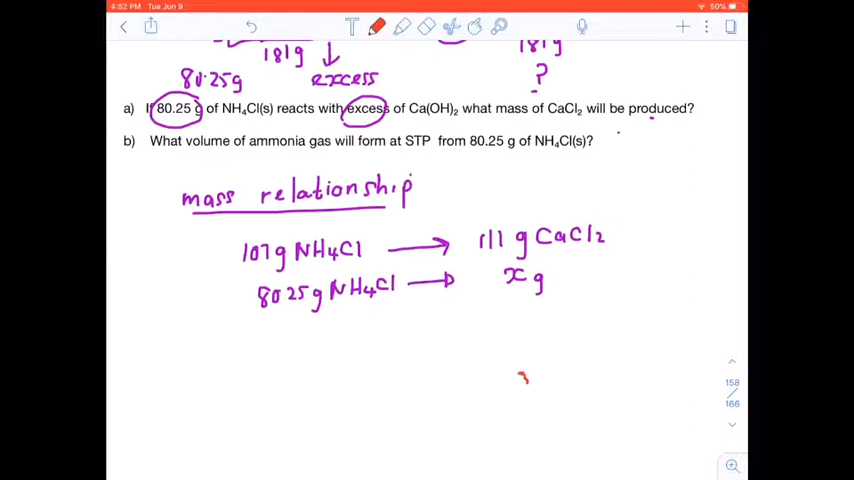 4:52 PM Tue Jun 9
50%
181g
181g
80.25g excess ?
a) If 80.25 g of NH₄Cl(s) reacts with excess of Ca(OH)₂ what mass of CaCl₂ will be produced?
b) What volume of ammonia gas will form at STP from 80.25 g of NH₄Cl(s)?
mass relationship
107g NH4Cl → 111 g CaCl2
80.25g NH4Cl → x g
158
166